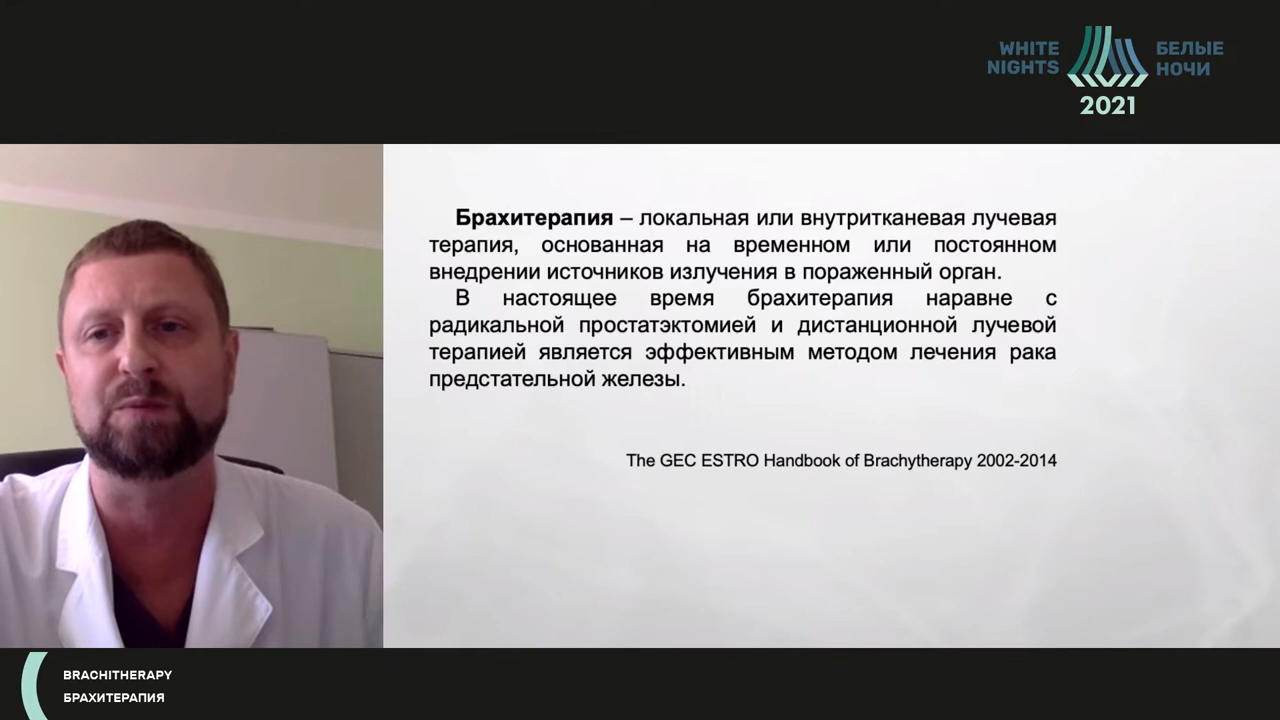 WHITE
NIGHTS
БЕЛЫЕ
НОЧИ
2021
Брахитерапия – локальная или внутритканевая лучевая
терапия, основанная на временном или постоянном
внедрении источников излучения в пораженный орган.
В настоящее время брахитерапия наравне с
радикальной простатэктомией и дистанционной лучевой
терапией является эффективным методом лечения рака
предстательной железы.
The GEC ESTRO Handbook of Brachytherapy 2002-2014
BRACHITHERAPY
БРАХИТЕРАПИЯ